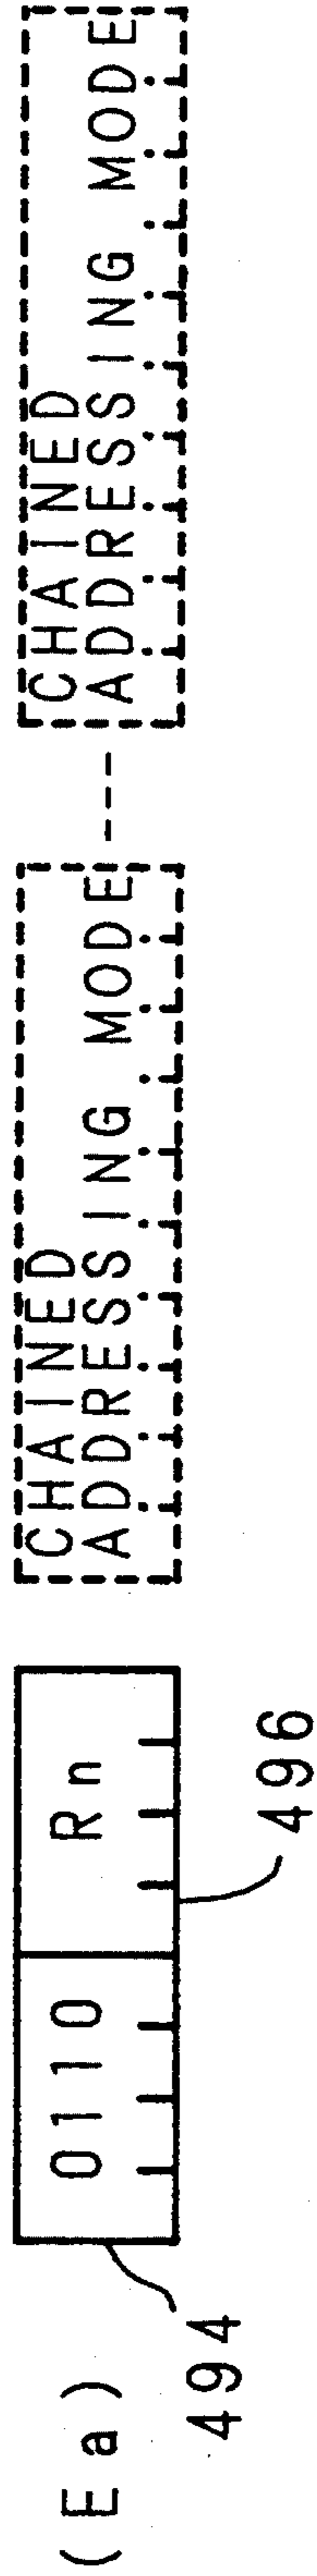 (Ea)
0110 Rn
CHAINED
ADDRESSING MODE
CHAINED
ADDRESSING MODE
494
496